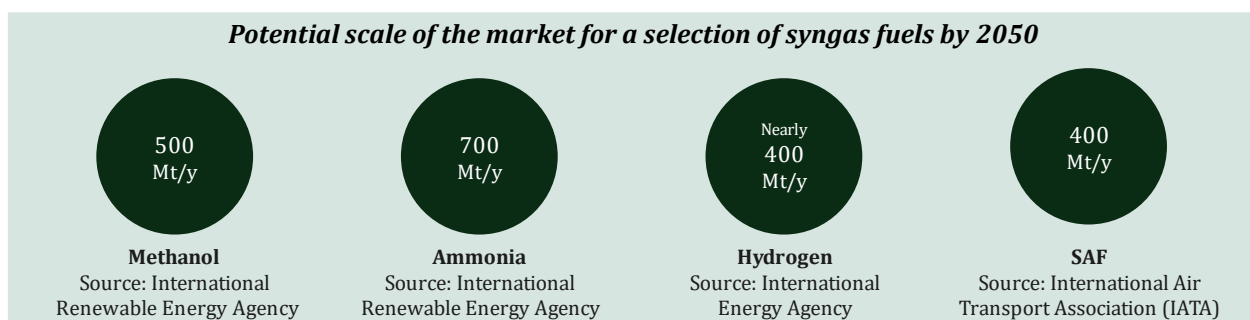 Potential scale of the market for a selection of syngas fuels by 2050
500
Mt/y
700
Mt/y
Nearly
400
Mt/y
400
Mt/y
Methanol
Source: International
Renewable Energy Agency
Ammonia
Source: International
Renewable Energy Agency
Hydrogen
Source: International
Energy Agency
SAF
Source: International Air
Transport Association (IATA)